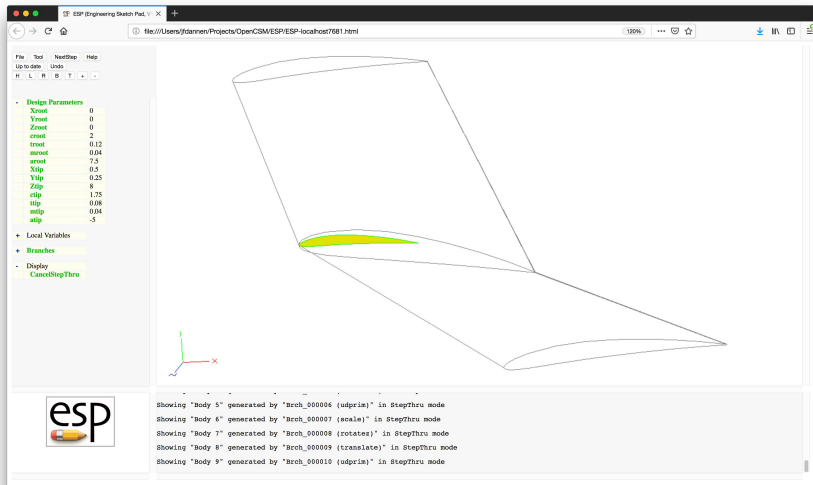 ESP (Engineering Sketch Pad, V
file:///Users/jfdannen/Projects/OpenCSM/ESP/ESP-localhost7681.html
120%
File Tool NextStep Help
Up to date Undo
H L R B T + -
- Design Parameters
Xroot 0
Yroot 0
Zroot 0
croot 2
troot 0.12
mroot 0.04
aroot 7.5
Xtip 0.5
Ytip 0.25
Ztip 8
ctip 1.75
ttip 0.08
mtip 0.04
atip -5
+ Local Variables
+ Branches
- Display
CancelStepThru
X
esp
Showing "Body 5" generated by "Brch_000006 (udprim)" in StepThru mode
Showing "Body 6" generated by "Brch_000007 (scale)" in StepThru mode
Showing "Body 7" generated by "Brch_000008 (rotatez)" in StepThru mode
Showing "Body 8" generated by "Brch_000009 (translate)" in StepThru mode
Showing "Body 9" generated by "Brch_000010 (udprim)" in StepThru mode